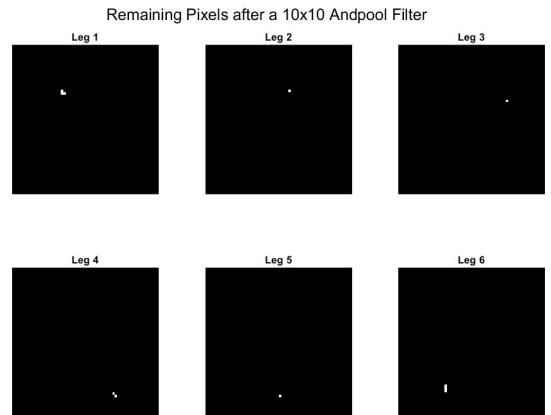 Remaining Pixels after a 10x10 Andpool Filter
Leg 1
Leg 2
Leg 3
Leg 4
Leg 5
Leg 6